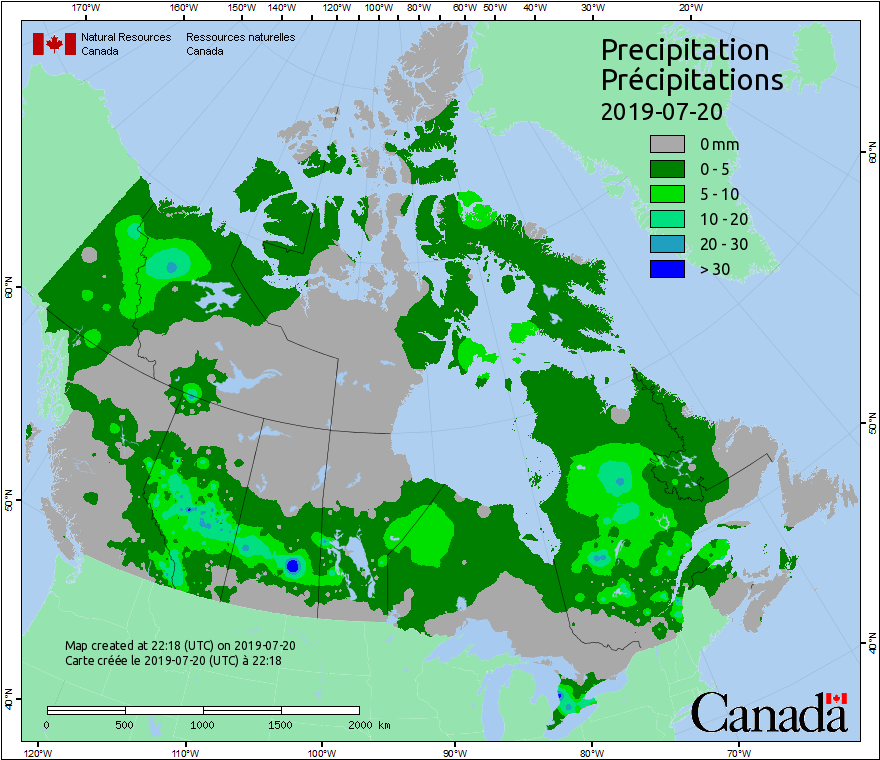 170°W 160°W 150°W 140°W 130°W 120°W 110°W 100°W 90°W 80°W 70°W 60°W 50°W 40°W 30°W 20°W
Natural Resources Ressources naturelles
Canada Canada
Precipitation
Précipitations
2019-07-20
0 mm
0 - 5
5 - 10
10 - 20
20 - 30
> 30
60°N
60°N
50°N
50°N
40°N
40°N
Map created at 22:18 (UTC) on 2019-07-20
Carte créée le 2019-07-20 (UTC) à 22:18
0 500 1000 1500 2000 km
Canada
120°W 110°W 100°W 90°W 80°W 70°W